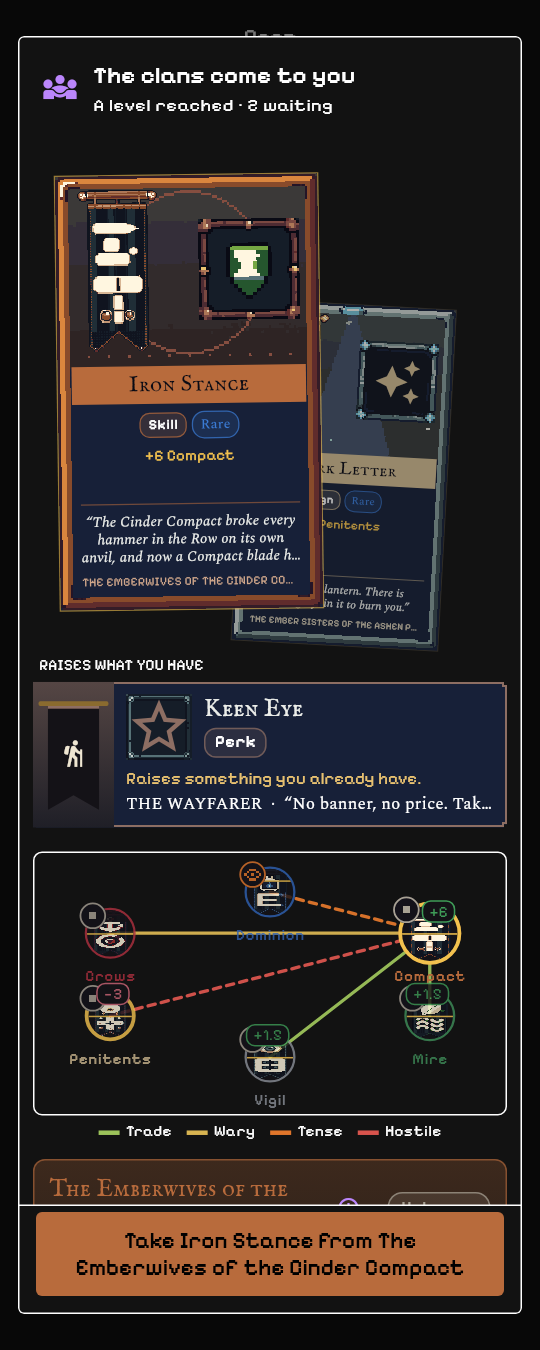 The clans come to you
A level reached · 2 waiting
Iron Stance
Skill
Rare
+6 Compact
“The Cinder Compact broke every
hammer in the Row on its own
anvil, and now a Compact blade h…
THE EMBERWIVES OF THE CINDER CO…
Letter
Rare
Penitents
lantern. There is
in it to burn you.”
THE EMBER SISTERS OF THE ASHEN P…
RAISES WHAT YOU HAVE
Keen Eye
Perk
Raises something you already have.
THE WAYFARER · “No banner, no price. Tak…
Dominion
+6
Crows
Compact
-3
+1.8
Penitents
+1.8
Mire
Vigil
Trade
Wary
Tense
Hostile
The Emberwives of the
Take Iron Stance from The
Emberwives of the Cinder Compact